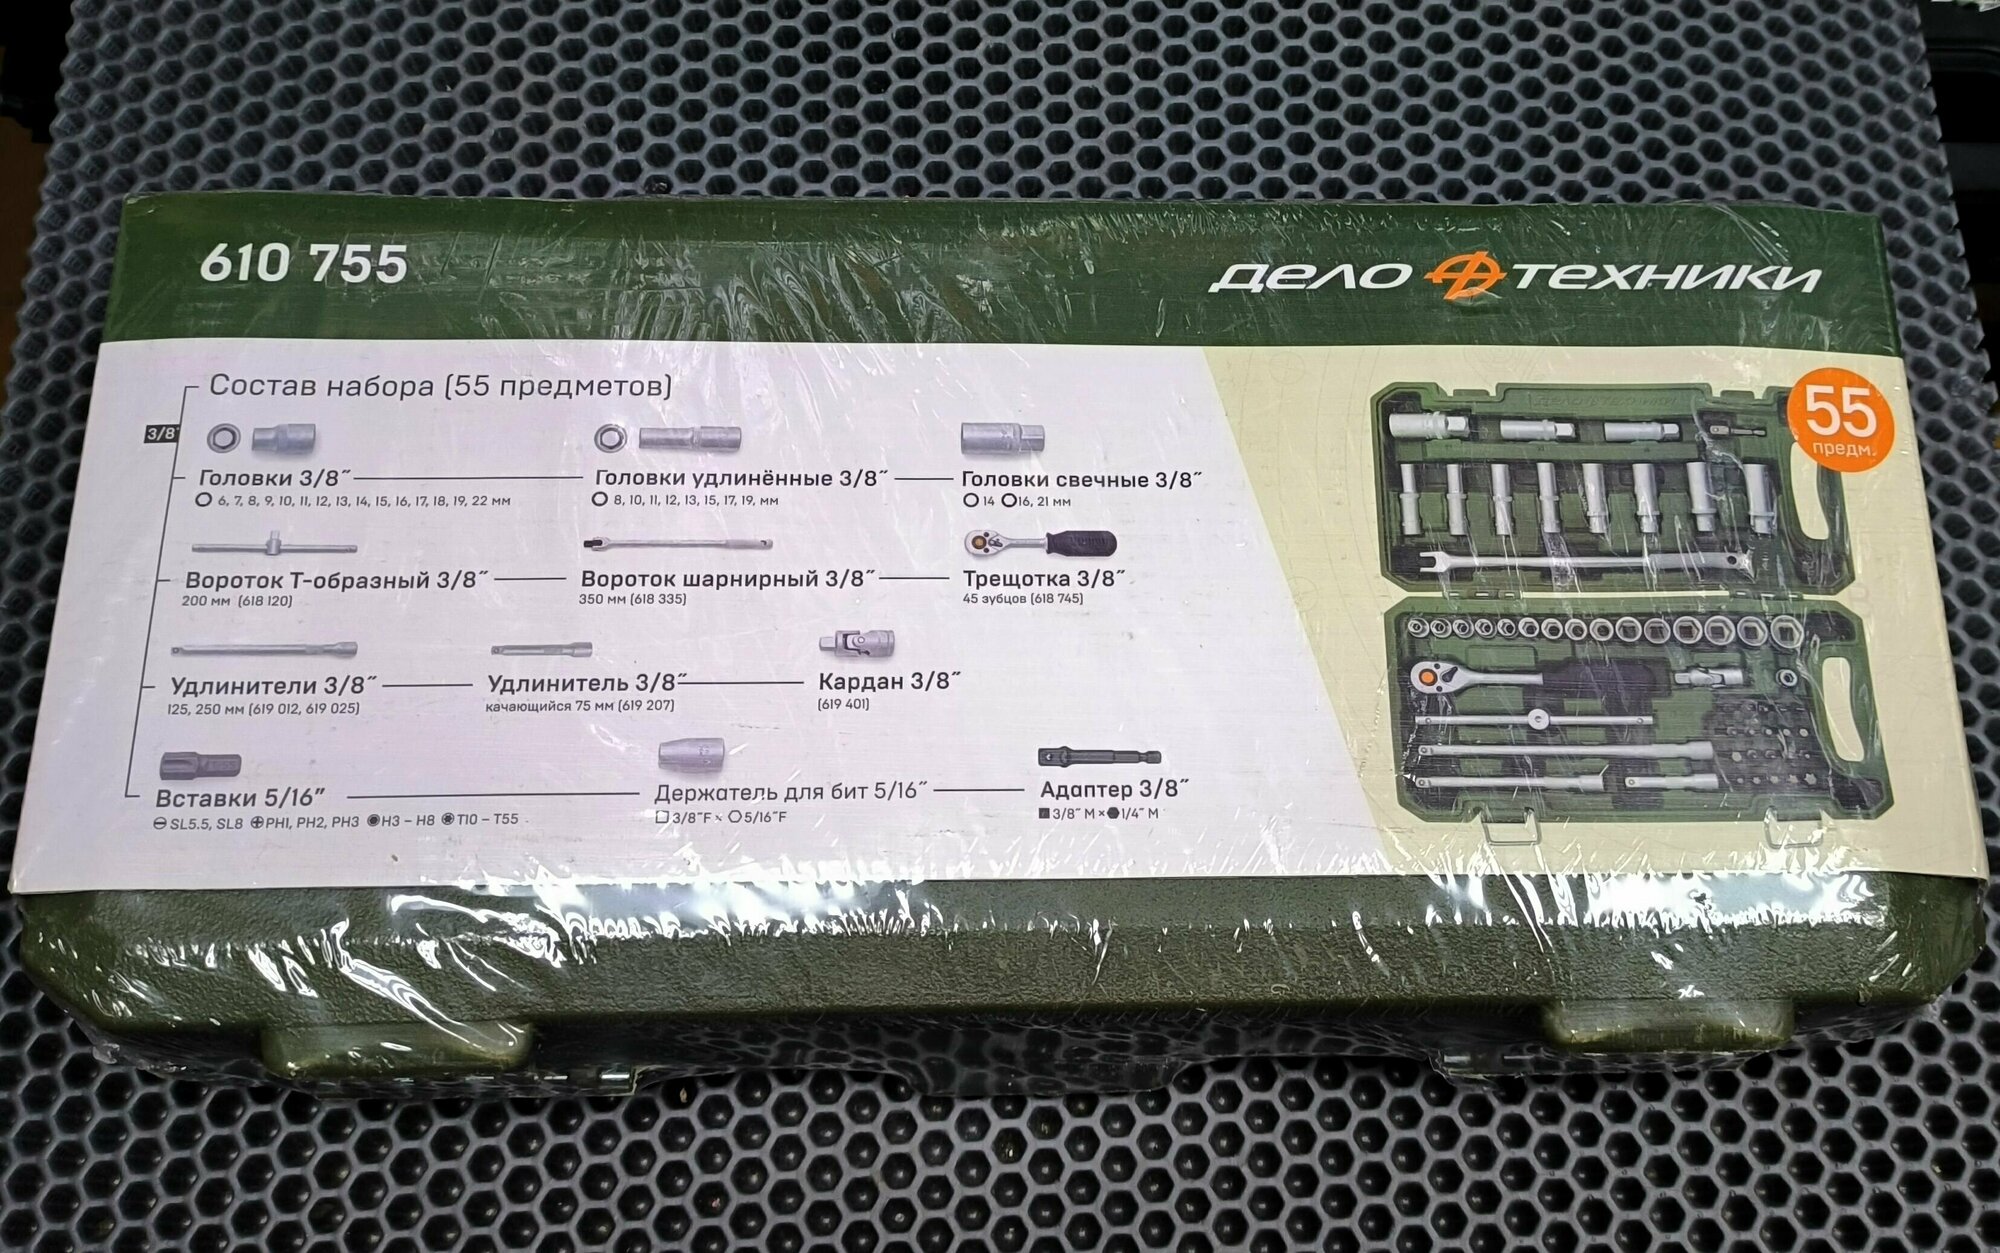 610 755
дело техники
Состав набора (55 предметов)
55
предм.
3/8"
Головки 3/8″
6, 7, 8, 9, 10, 11, 12, 13, 14, 15, 16, 17, 18, 19, 22 мм
Головки удлинённые 3/8″
8, 10, 11, 12, 13, 15, 17, 19, мм
Головки свечные 3/8″
14 16, 21 мм
Вороток Т-образный 3/8″
200 мм (618 120)
Вороток шарнирный 3/8″
350 мм (618 335)
Трещотка 3/8″
45 зубцов (618 745)
Удлинители 3/8″
125, 250 мм (619 012, 619 025)
Удлинитель 3/8″
качающийся 75 мм (619 207)
Кардан 3/8″
(619 401)
Вставки 5/16″
SL5.5, SL8 PH1, PH2, PH3 H3 – H8 T10 – T55
Держатель для бит 5/16″
3/8″F × 5/16″F
Адаптер 3/8″
3/8″ M × 1/4″ M